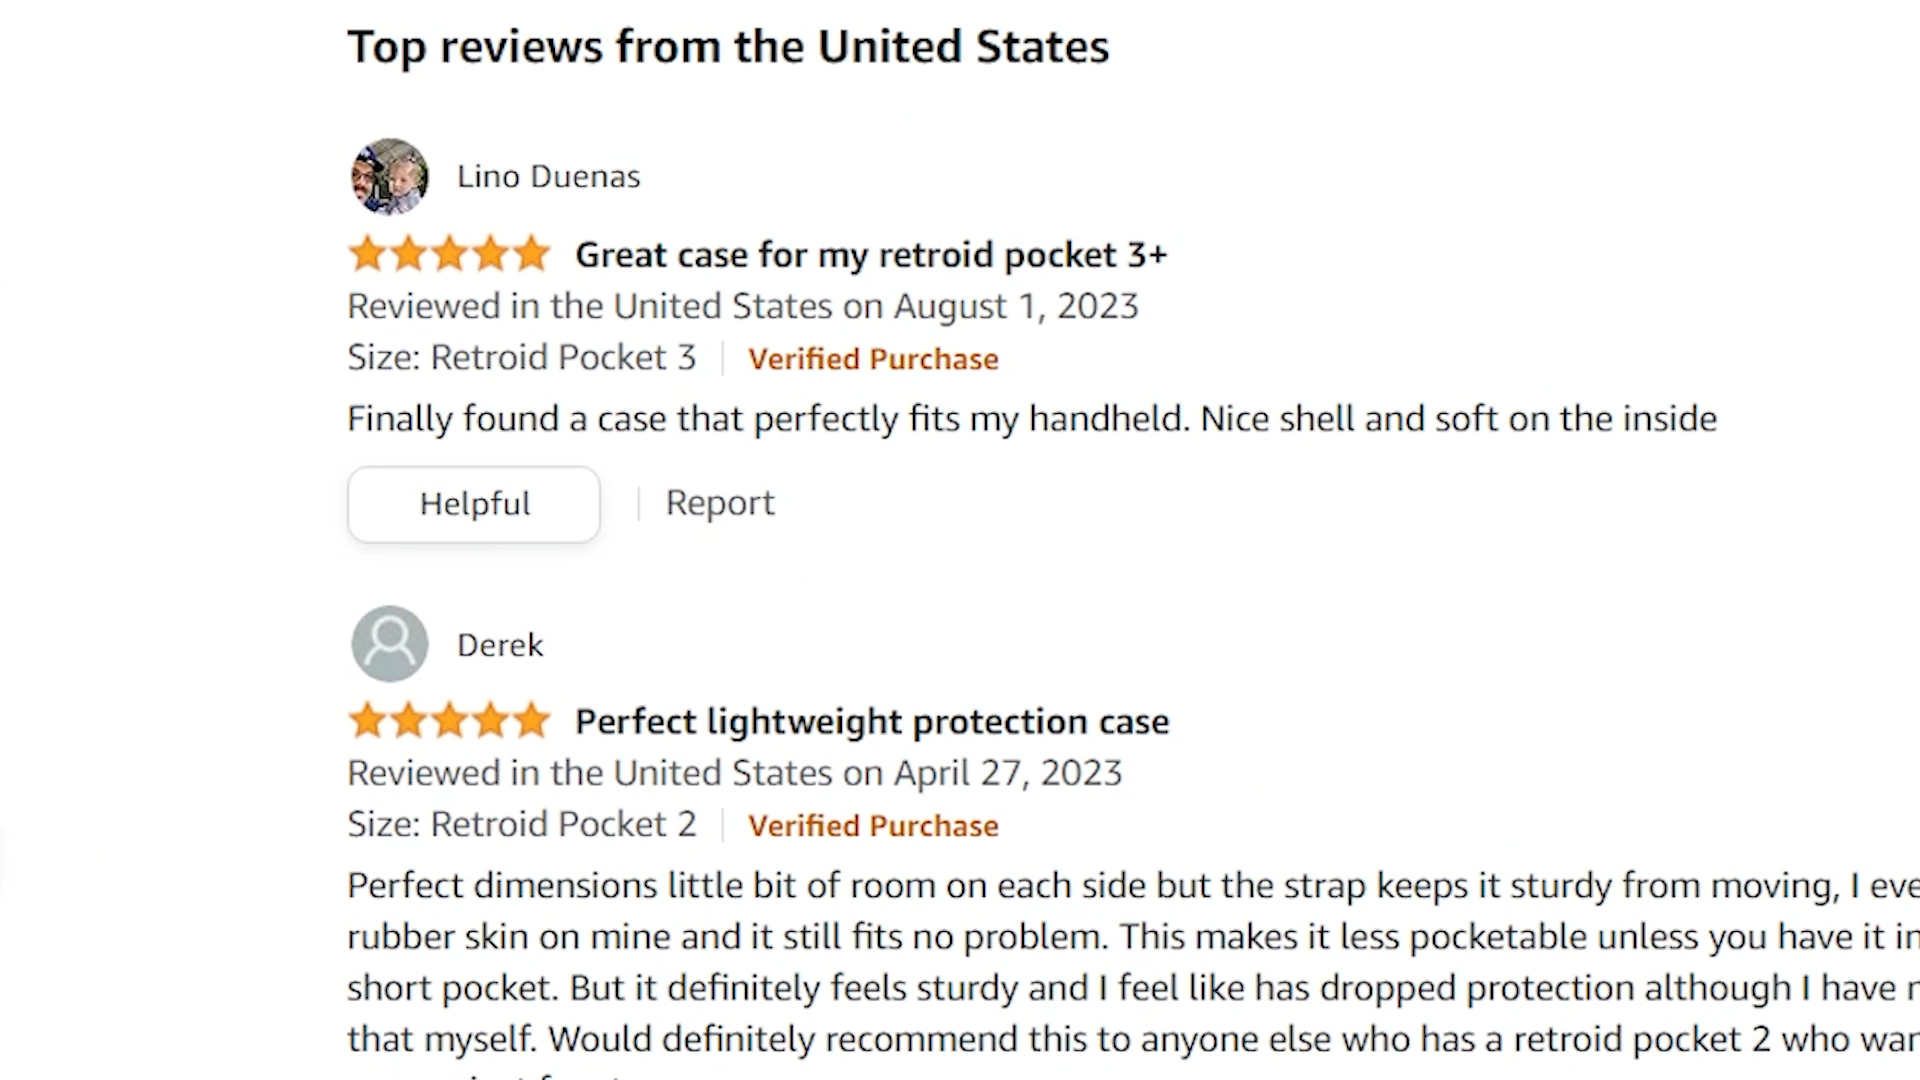 Top reviews from the United States
Lino Duenas
Great case for my retroid pocket 3+
Reviewed in the United States on August 1, 2023
Size: Retroid Pocket 3 | Verified Purchase
Finally found a case that perfectly fits my handheld. Nice shell and soft on the inside
Helpful | Report
Derek
Perfect lightweight protection case
Reviewed in the United States on April 27, 2023
Size: Retroid Pocket 2 | Verified Purchase
Perfect dimensions little bit of room on each side but the strap keeps it sturdy from moving, I eve
rubber skin on mine and it still fits no problem. This makes it less pocketable unless you have it in
short pocket. But it definitely feels sturdy and I feel like has dropped protection although I have
that myself. Would definitely recommend this to anyone else who has a retroid pocket 2 who